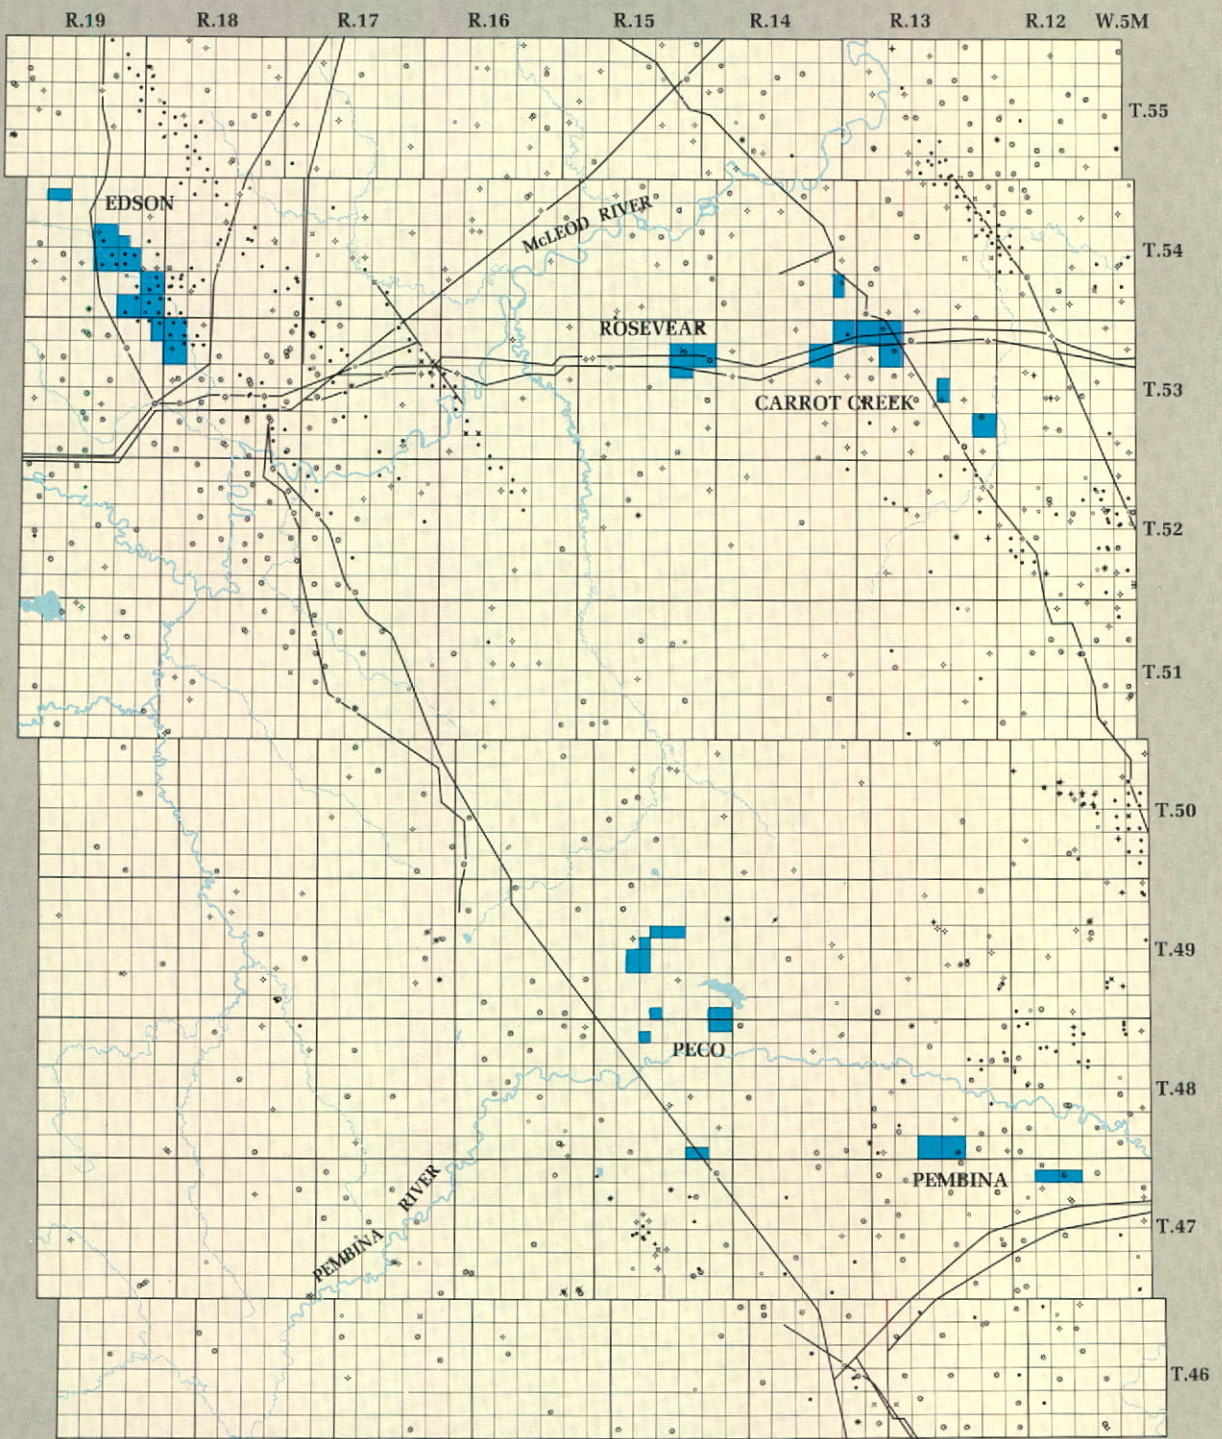 R.19 R.18 R.17 R.16 R.15 R.14 R.13 R.12 W.5M
T.55
EDSON
McLEOD RIVER
T.54
ROSEVEAR
T.53
CARROT CREEK
T.52
T.51
T.50
T.49
PECO
T.48
PEMBINA
PEMBINA RIVER
T.47
T.46